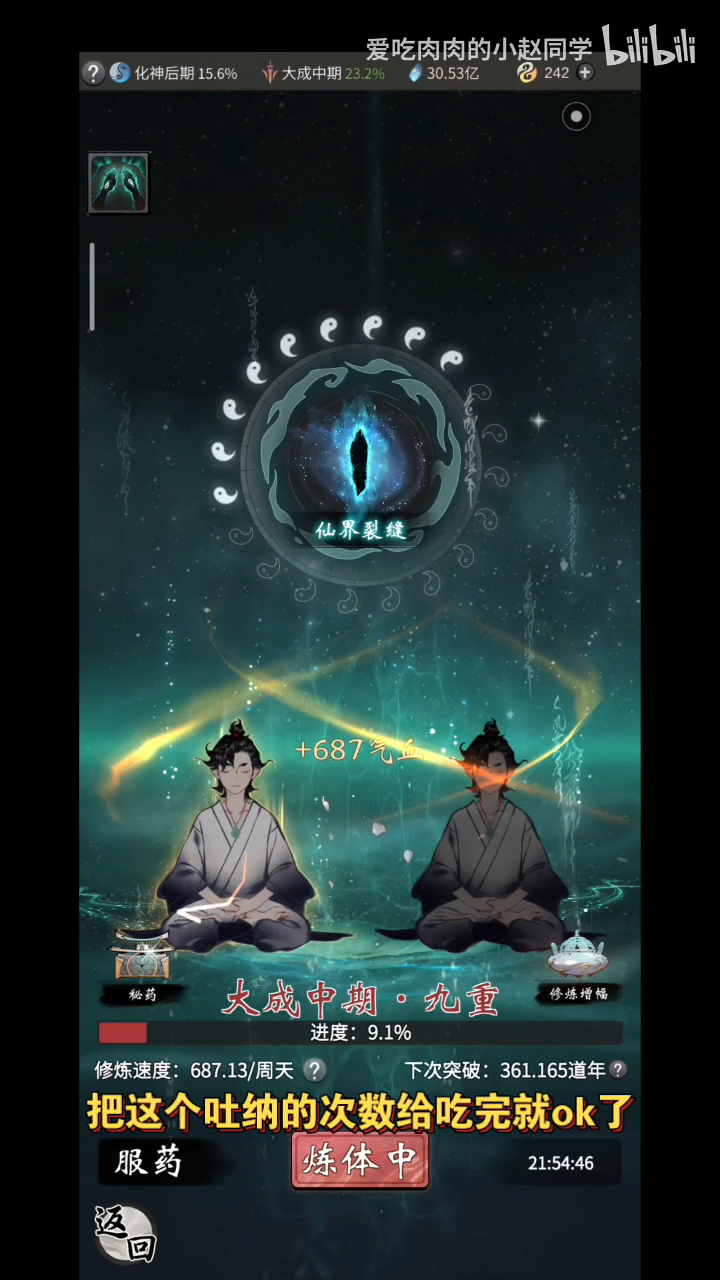 爱吃肉肉的小赵同学 bilibili
? 化神后期 15.6% 大成中期 23.2% 30.53亿 242
仙界裂缝
+687气血
秘药
修炼增幅
大成中期·九重
进度：9.1%
修炼速度：687.13/周天 ? 下次突破：361.165道年 ?
把这个吐纳的次数给吃完就ok了
服药 炼体中 21:54:46
返回